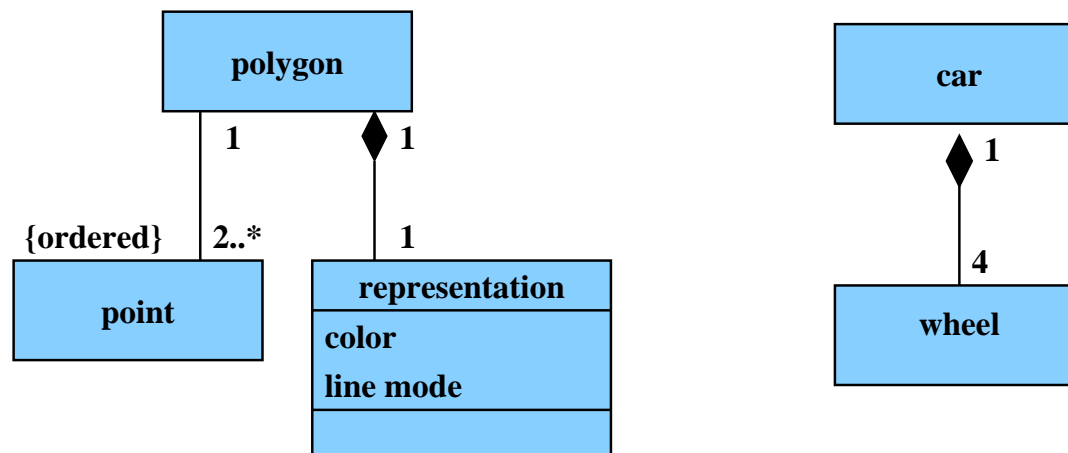 polygon
1
1
{ordered}
2..*
1
point
representation
color
line mode
car
1
4
wheel